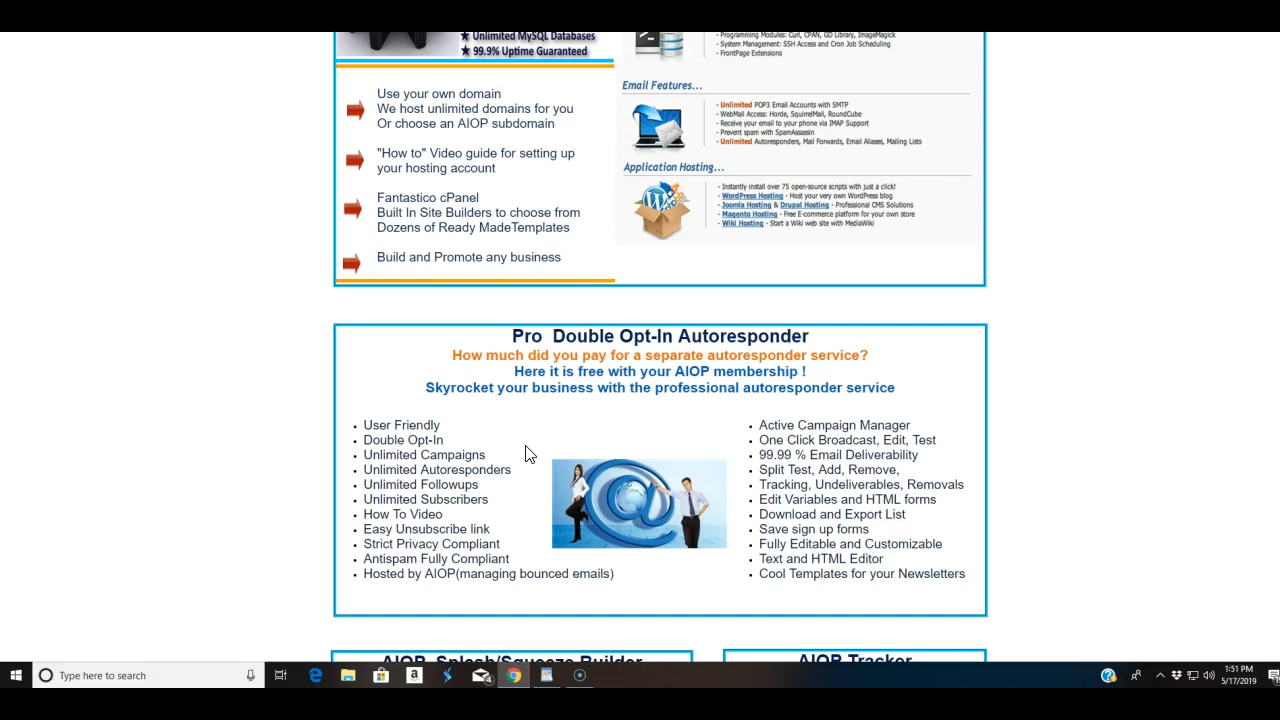 ★ Unlimited MySQL Databases
★ 99.9% Uptime Guaranteed
Use your own domain
We host unlimited domains for you
Or choose an AIOP subdomain
"How to" Video guide for setting up
your hosting account
Fantastico cPanel
Built In Site Builders to choose from
Dozens of Ready MadeTemplates
Build and Promote any business
- Programming Modules: Curl, CPAN, GD Library, ImageMagick
- System Management: SSH Access and Cron Job Scheduling
- FrontPage Extensions
Email Features...
- Unlimited POP3 Email Accounts with SMTP
- WebMail Access: Horde, SquirrelMail, RoundCube
- Receive your email to your phone via IMAP Support
- Prevent spam with SpamAssassin
- Unlimited Autoresponders, Mail Forwards, Email Aliases, Mailing Lists
Application Hosting...
- Instantly install over 75 open-source scripts with just a click!
- WordPress Hosting - Host your very own WordPress blog
- Joomla Hosting & Drupal Hosting - Professional CMS Solutions
- Magento Hosting - Free E-commerce platform for your own store
- Wiki Hosting - Start a Wiki web site with MediaWiki
Pro Double Opt-In Autoresponder
How much did you pay for a separate autoresponder service?
Here it is free with your AIOP membership !
Skyrocket your business with the professional autoresponder service
• User Friendly
• Double Opt-In
• Unlimited Campaigns
• Unlimited Autoresponders
• Unlimited Followups
• Unlimited Subscribers
• How To Video
• Easy Unsubscribe link
• Strict Privacy Compliant
• Antispam Fully Compliant
• Hosted by AIOP(managing bounced emails)
• Active Campaign Manager
• One Click Broadcast, Edit, Test
• 99.99 % Email Deliverability
• Split Test, Add, Remove,
• Tracking, Undeliverables, Removals
• Edit Variables and HTML forms
• Download and Export List
• Save sign up forms
• Fully Editable and Customizable
• Text and HTML Editor
• Cool Templates for your Newsletters
AIOP Splash/Squeeze Builder
AIOP Tracker
Type here to search
4
1:51 PM
5/17/2019